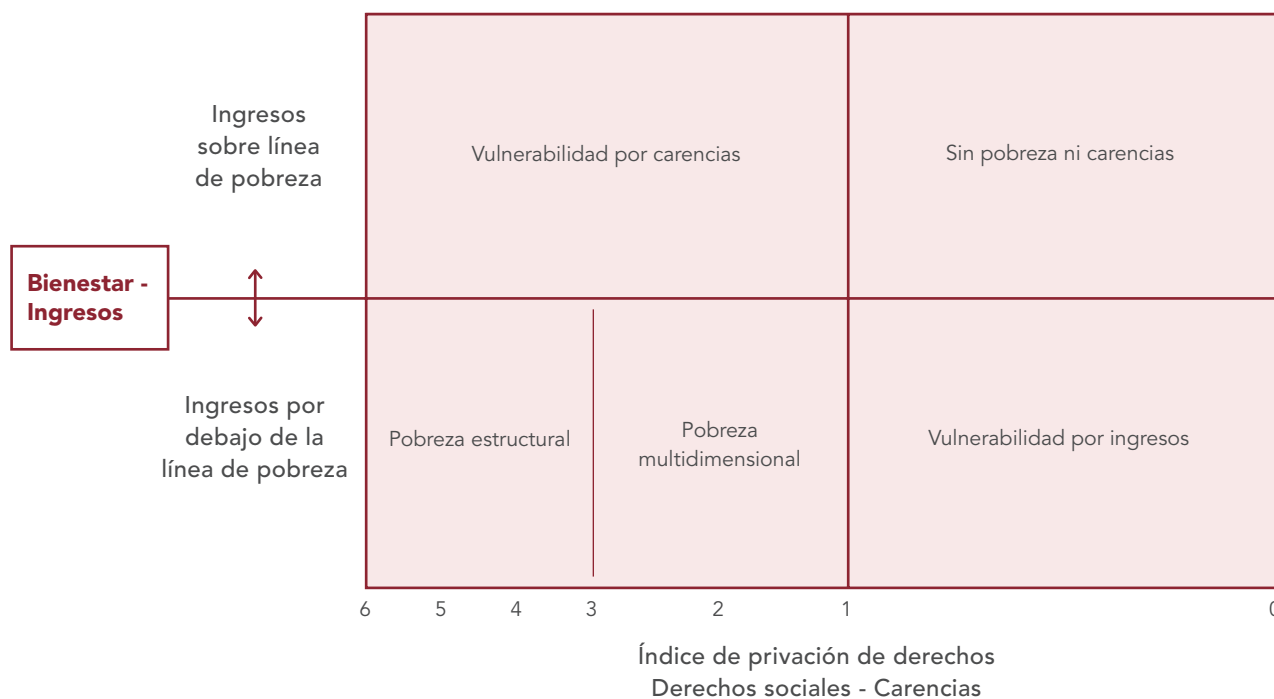 Ingresos
sobre línea
de pobreza
Vulnerabilidad por carencias
Sin pobreza ni carencias
Bienestar -
Ingresos
Ingresos por
debajo de la
línea de pobreza
Pobreza estructural
Pobreza
multidimensional
Vulnerabilidad por ingresos
6 5 4 3 2 1 0
Índice de privación de derechos
Derechos sociales - Carencias